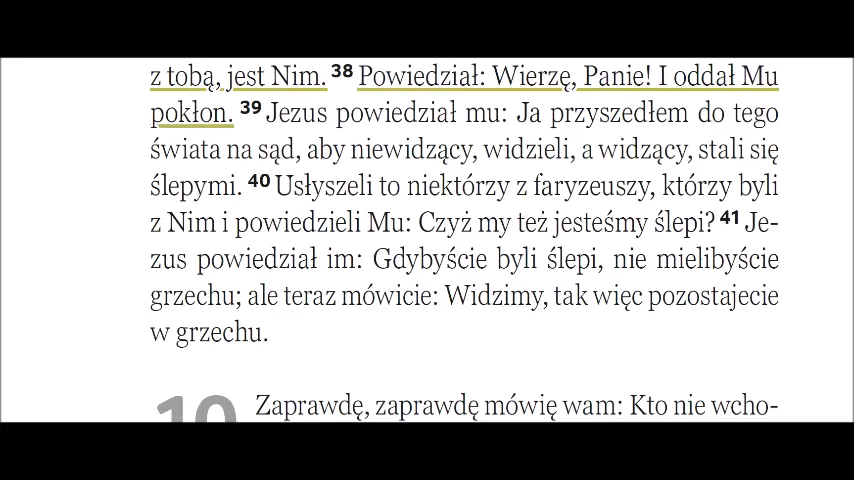 z tobą, jest Nim. 38 Powiedział: Wierzę, Panie! I oddał Mu
pokłon. 39 Jezus powiedział mu: Ja przyszedłem do tego
świata na sąd, aby niewidzący, widzieli, a widzący, stali się
ślepymi. 40 Usłyszeli to niektórzy z faryzeuszy, którzy byli
z Nim i powiedzieli Mu: Czyż my też jesteśmy ślepi? 41 Je-
zus powiedział im: Gdybyście byli ślepi, nie mielibyście
grzechu; ale teraz mówicie: Widzimy, tak więc pozostajecie
w grzechu.
10 Zaprawdę, zaprawdę mówię wam: Kto nie wcho-